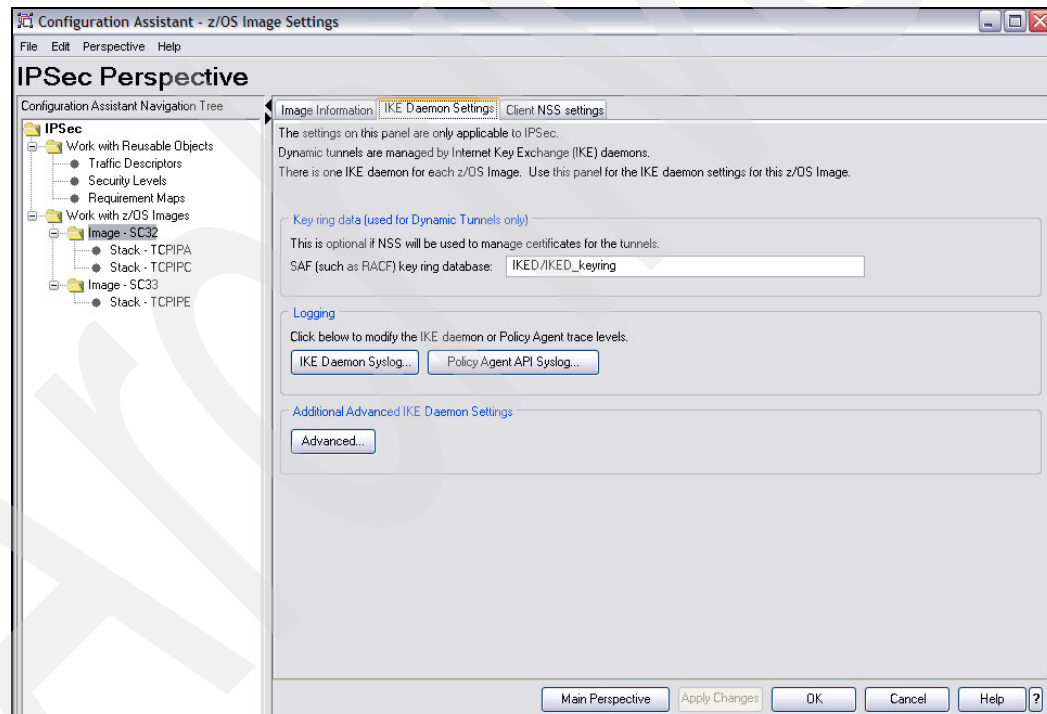 Configuration Assistant - z/OS Image Settings
File Edit Perspective Help
IPSec Perspective
Configuration Assistant Navigation Tree
IPSec
Work with Reusable Objects
Traffic Descriptors
Security Levels
Requirement Maps
Work with z/OS Images
Image - SC32
Stack - TCPIPA
Stack - TCPIPC
Image - SC33
Stack - TCPIPE
Image Information IKE Daemon Settings Client NSS settings
The settings on this panel are only applicable to IPSec.
Dynamic tunnels are managed by Internet Key Exchange (IKE) daemons.
There is one IKE daemon for each z/OS Image. Use this panel for the IKE daemon settings for this z/OS Image.
Key ring data (used for Dynamic Tunnels only)
This is optional if NSS will be used to manage certificates for the tunnels.
SAF (such as RACF) key ring database: IKED/IKED_keyring
Logging
Click below to modify the IKE daemon or Policy Agent trace levels.
IKE Daemon Syslog... Policy Agent API Syslog...
Additional Advanced IKE Daemon Settings
Advanced...
Main Perspective Apply Changes OK Cancel Help ?